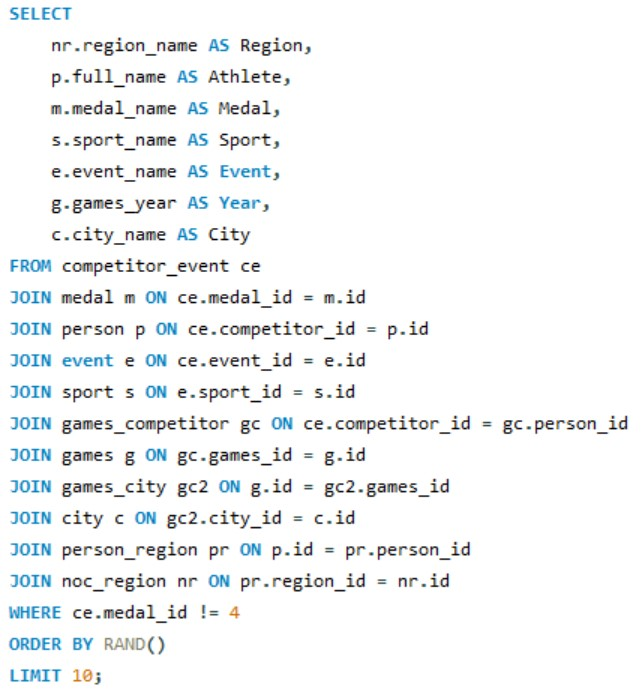 SELECT
    nr.region_name AS Region,
    p.full_name AS Athlete,
    m.medal_name AS Medal,
    s.sport_name AS Sport,
    e.event_name AS Event,
    g.games_year AS Year,
    c.city_name AS City
FROM competitor_event ce
JOIN medal m ON ce.medal_id = m.id
JOIN person p ON ce.competitor_id = p.id
JOIN event e ON ce.event_id = e.id
JOIN sport s ON e.sport_id = s.id
JOIN games_competitor gc ON ce.competitor_id = gc.person_id
JOIN games g ON gc.games_id = g.id
JOIN games_city gc2 ON g.id = gc2.games_id
JOIN city c ON gc2.city_id = c.id
JOIN person_region pr ON p.id = pr.person_id
JOIN noc_region nr ON pr.region_id = nr.id
WHERE ce.medal_id != 4
ORDER BY RAND()
LIMIT 10;